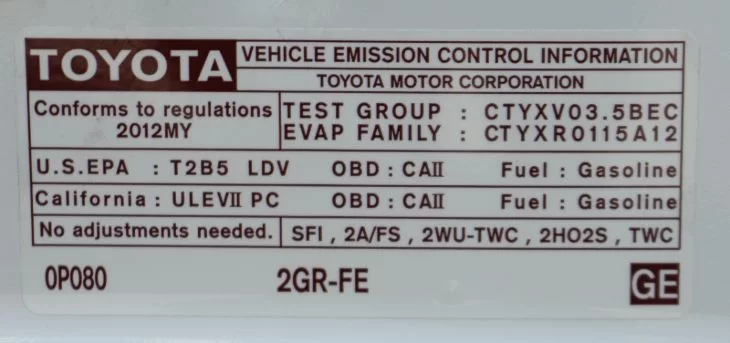 TOYOTA
VEHICLE EMISSION CONTROL INFORMATION
TOYOTA MOTOR CORPORATION
Conforms to regulations
2012MY
TEST GROUP : CTYXV03.5BEC
EVAP FAMILY : CTYXR0115A12
U.S.EPA : T2B5 LDV OBD : CAⅡ Fuel : Gasoline
California : ULEVⅡ PC OBD : CAⅡ Fuel : Gasoline
No adjustments needed. SFI , 2A/FS , 2WU-TWC , 2HO2S , TWC
0P080 2GR-FE GE